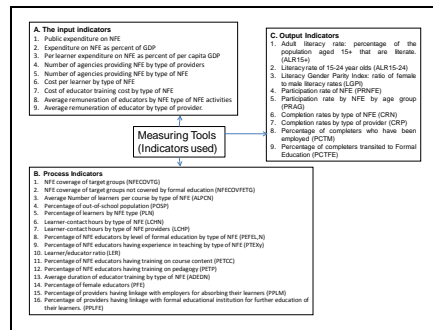 A. The input indicators
1. Public expenditure on NFE
2. Expenditure on NFE as percent of GDP
3. Per learner expenditure on NFE as percent of per capita GDP
4. Number of agencies providing NFE by type of providers
5. Number of agencies providing NFE by type of NFE
6. Cost per learner by type of NFE
7. Cost of educator training cost by type of NFE
8. Average remuneration of educators by NFE type of NFE activities
9. Average remuneration of educator by type of provider.
C. Output Indicators
1. Adult literacy rate: percentage of the
population aged 15+ that are literate.
(ALR15+)
2. Literacy rate of 15-24 year olds (ALR15-24)
3. Literacy Gender Parity Index: ratio of female
to male literacy rates (LGPI)
4. Participation rate of NFE (PRNFE)
5. Participation rate by NFE by age group
(PRAG)
6. Completion rates by type of NFE (CRN)
7. Completion rates by type of provider (CRP)
8. Percentage of completers who have been
employed (PCTM)
9. Percentage of completers transited to Formal
Education (PCTFE)
Measuring Tools
(Indicators used)
B. Process Indicators
1. NFE coverage of target groups (NFECOVTG)
2. NFE coverage of target groups not covered by formal education (NFECOVFETG)
3. Average Number of learners per course by type of NFE (ALPCN)
4. Percentage of out-of-school population (POSP)
5. Percentage of learners by NFE type (PLN)
6. Learner-contact hours by type of NFE (LCHN)
7. Learner-contact hours by type of NFE providers (LCHP)
8. Percentage of NFE educators by level of formal education by type of NFE (PEFEL,N)
9. Percentage of NFE educators having experience in teaching by type of NFE (PTEXy)
10. Learner/educator ratio (LER)
11. Percentage of NFE educators having training on course content (PETCC)
12. Percentage of NFE educators having training on pedagogy (PETP)
13. Average duration of educator training by type of NFE (ADEDN)
14. Percentage of female educators (PFE)
15. Percentage of providers having linkage with employers for absorbing their learners (PPLM)
16. Percentage of providers having linkage with formal educational institution for further education of
their learners. (PPLFE)